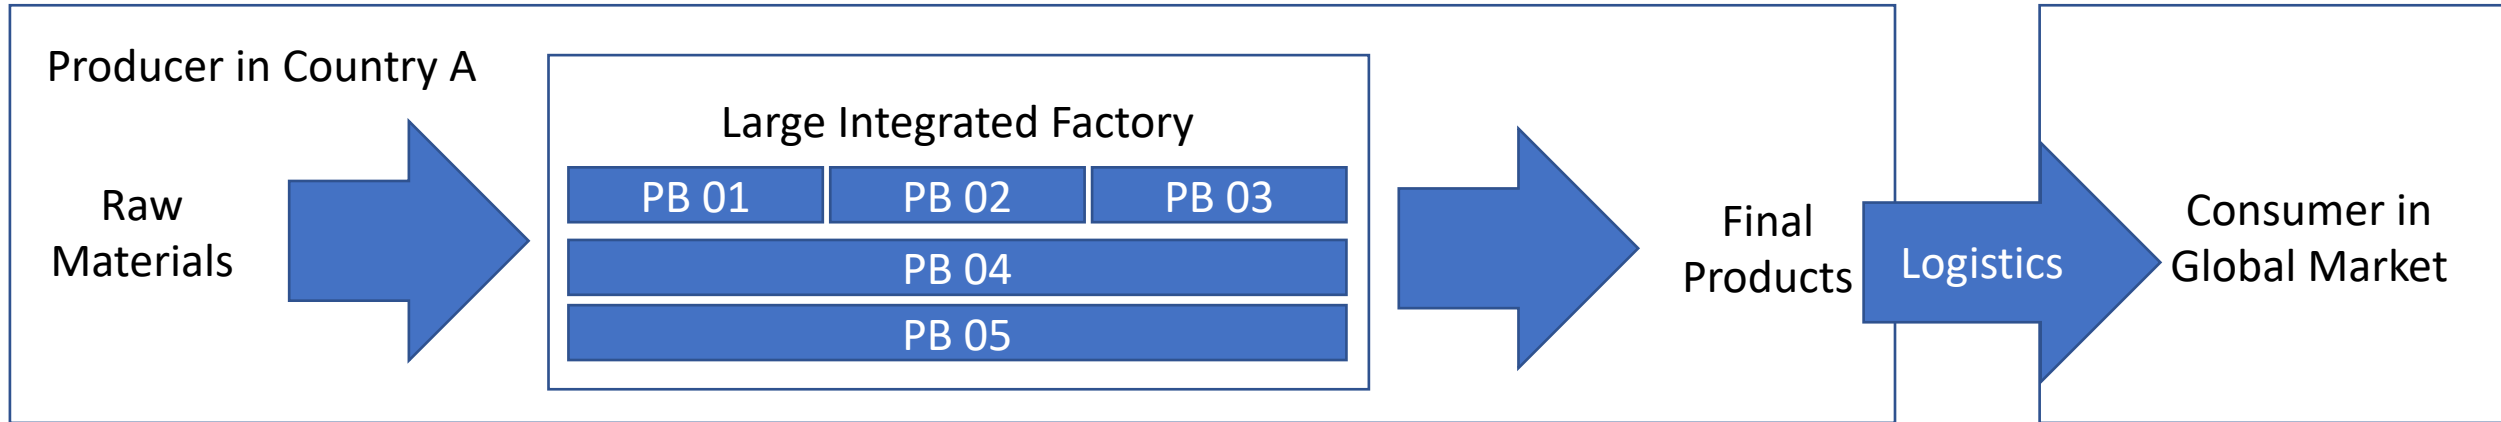 Producer in Country A
Large Integrated Factory
Raw
Materials
PB 01
PB 02
PB 03
PB 04
PB 05
Final
Products
Logistics
Consumer in
Global Market